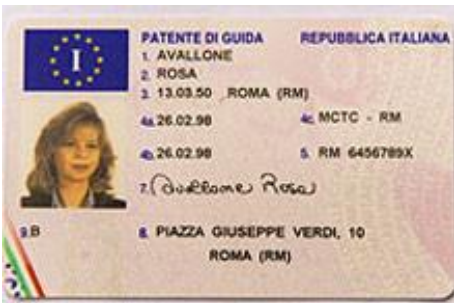 I
PATENTE DI GUIDA REPUBBLICA ITALIANA
1. AVALLONE
2. ROSA
3. 13.03.50 ROMA (RM)
4a. 26.02.98 4c. MCTC - RM
4b. 26.02.98 5. RM 6456789X
7. Avallone Rosa
9. B 8. PIAZZA GIUSEPPE VERDI, 10
ROMA (RM)